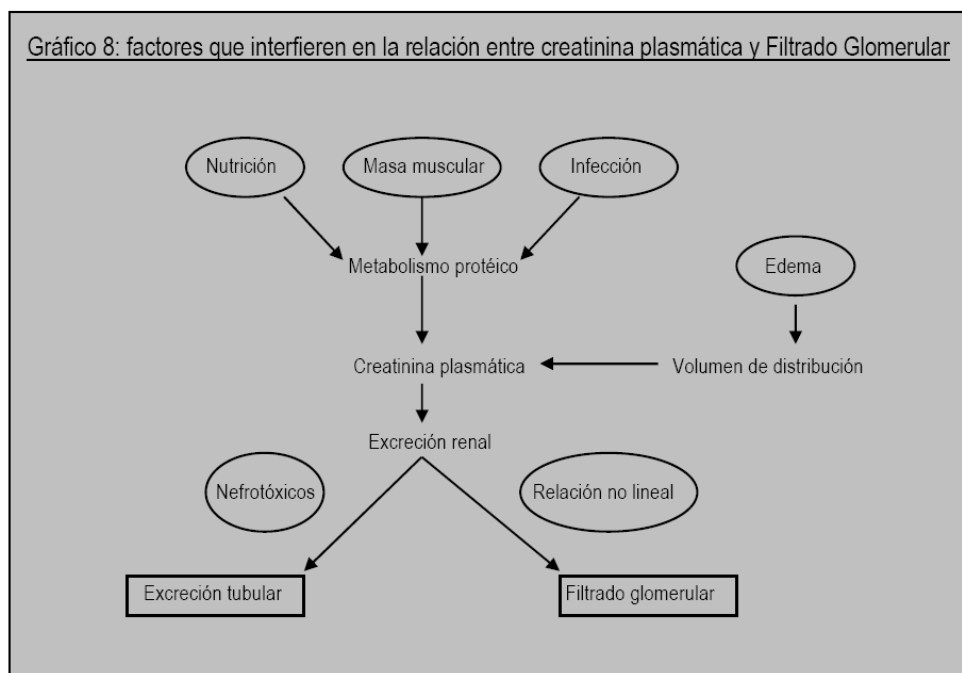 Gráfico 8: factores que interfieren en la relación entre creatinina plasmática y Filtrado Glomerular
Nutrición
Masa muscular
Infección
Metabolismo protéico
Edema
Creatinina plasmática
Volumen de distribución
Excreción renal
Nefrotóxicos
Relación no lineal
Excreción tubular
Filtrado glomerular